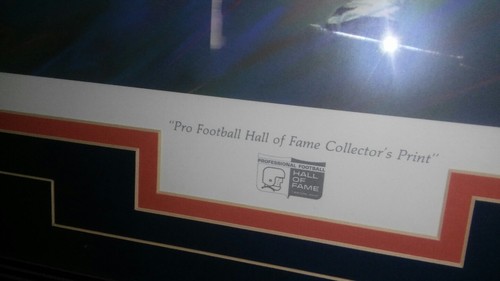 "Pro Football Hall of Fame Collector's Print"
PROFESSIONAL FOOTBALL
HALL
OF
FAME